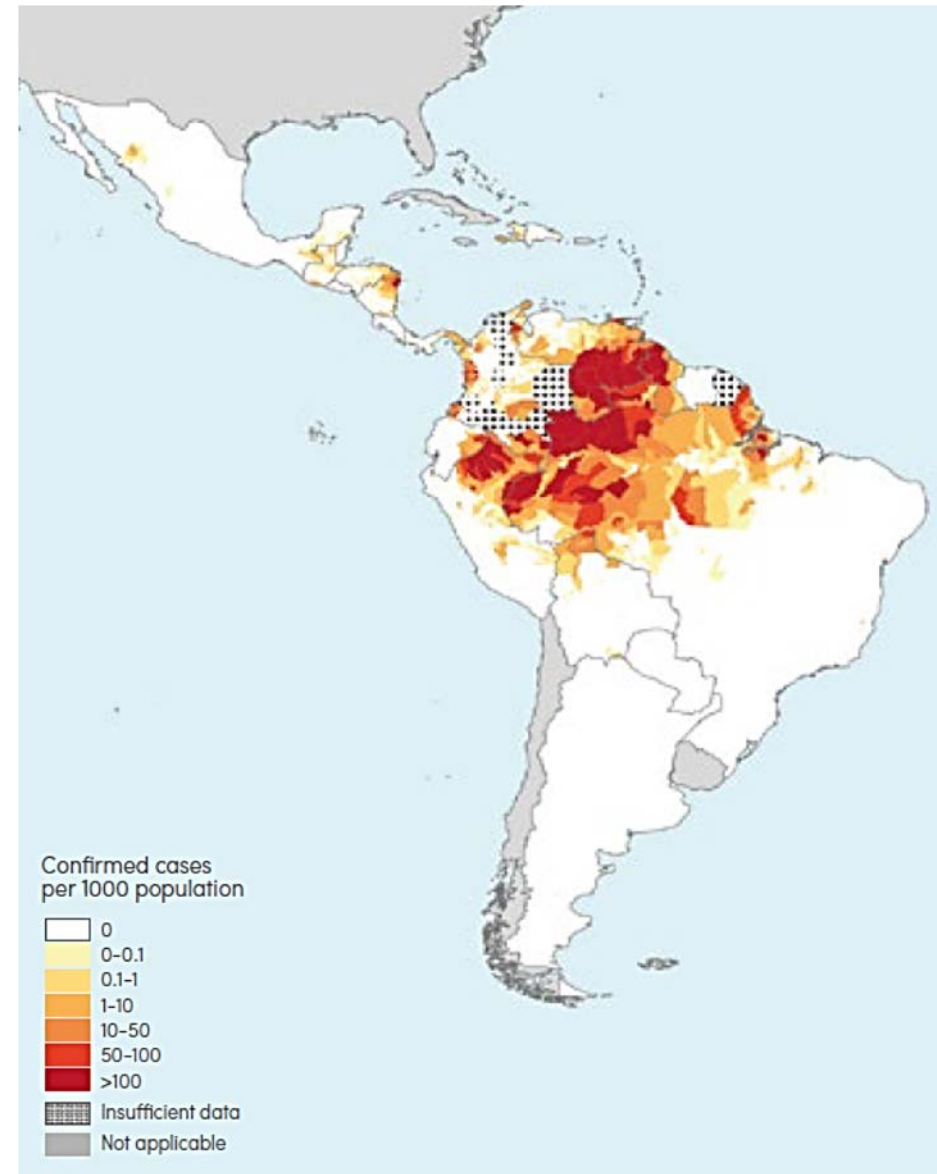 Confirmed cases
per 1000 population
0
0–0.1
0.1–1
1–10
10–50
50–100
>100
Insufficient data
Not applicable